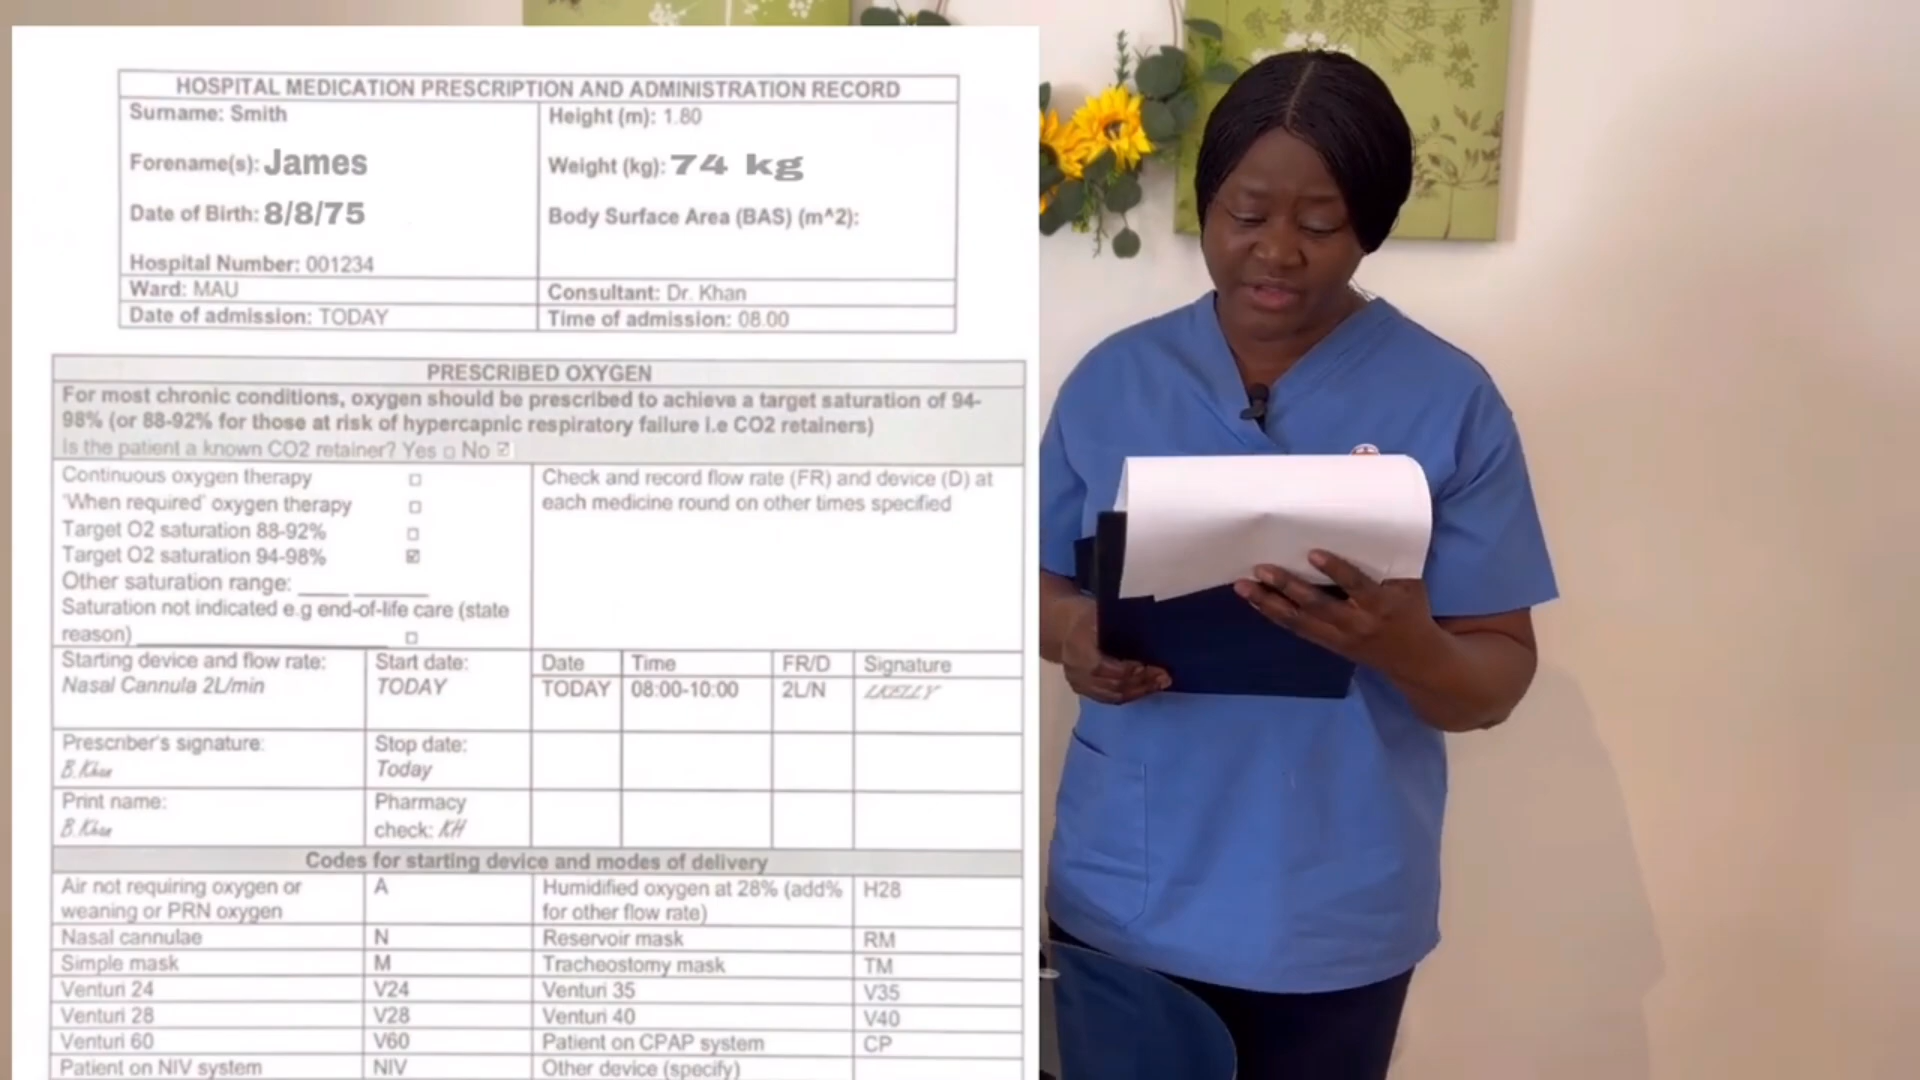 HOSPITAL MEDICATION PRESCRIPTION AND ADMINISTRATION RECORD
Surname: Smith
Height (m): 1.80
Forename(s): James
Weight (kg): 74 kg
Date of Birth: 8/8/75
Body Surface Area (BAS) (m^2):
Hospital Number: 001234
Ward: MAU
Consultant: Dr. Khan
Date of admission: TODAY
Time of admission: 08.00
PRESCRIBED OXYGEN
For most chronic conditions, oxygen should be prescribed to achieve a target saturation of 94-
98% (or 88-92% for those at risk of hypercapnic respiratory failure i.e CO2 retainers)
Is the patient a known CO2 retainer? Yes □ No ☑
Continuous oxygen therapy □
'When required' oxygen therapy □
Target O2 saturation 88-92% □
Target O2 saturation 94-98% ☒
Other saturation range: ____ ______
Saturation not indicated e.g end-of-life care (state
reason)____________________ □
Check and record flow rate (FR) and device (D) at
each medicine round on other times specified
Starting device and flow rate:
Nasal Cannula 2L/min
Start date:
TODAY
Date Time FR/D Signature
TODAY 08:00-10:00 2L/N LKELLY
Prescriber's signature:
B.Khan
Stop date:
Today
Print name:
B.Khan
Pharmacy
check: KH
Codes for starting device and modes of delivery
Air not requiring oxygen or
weaning or PRN oxygen
A
Humidified oxygen at 28% (add%
for other flow rate)
H28
Nasal cannulae N Reservoir mask RM
Simple mask M Tracheostomy mask TM
Venturi 24 V24 Venturi 35 V35
Venturi 28 V28 Venturi 40 V40
Venturi 60 V60 Patient on CPAP system CP
Patient on NIV system NIV Other device (specify)